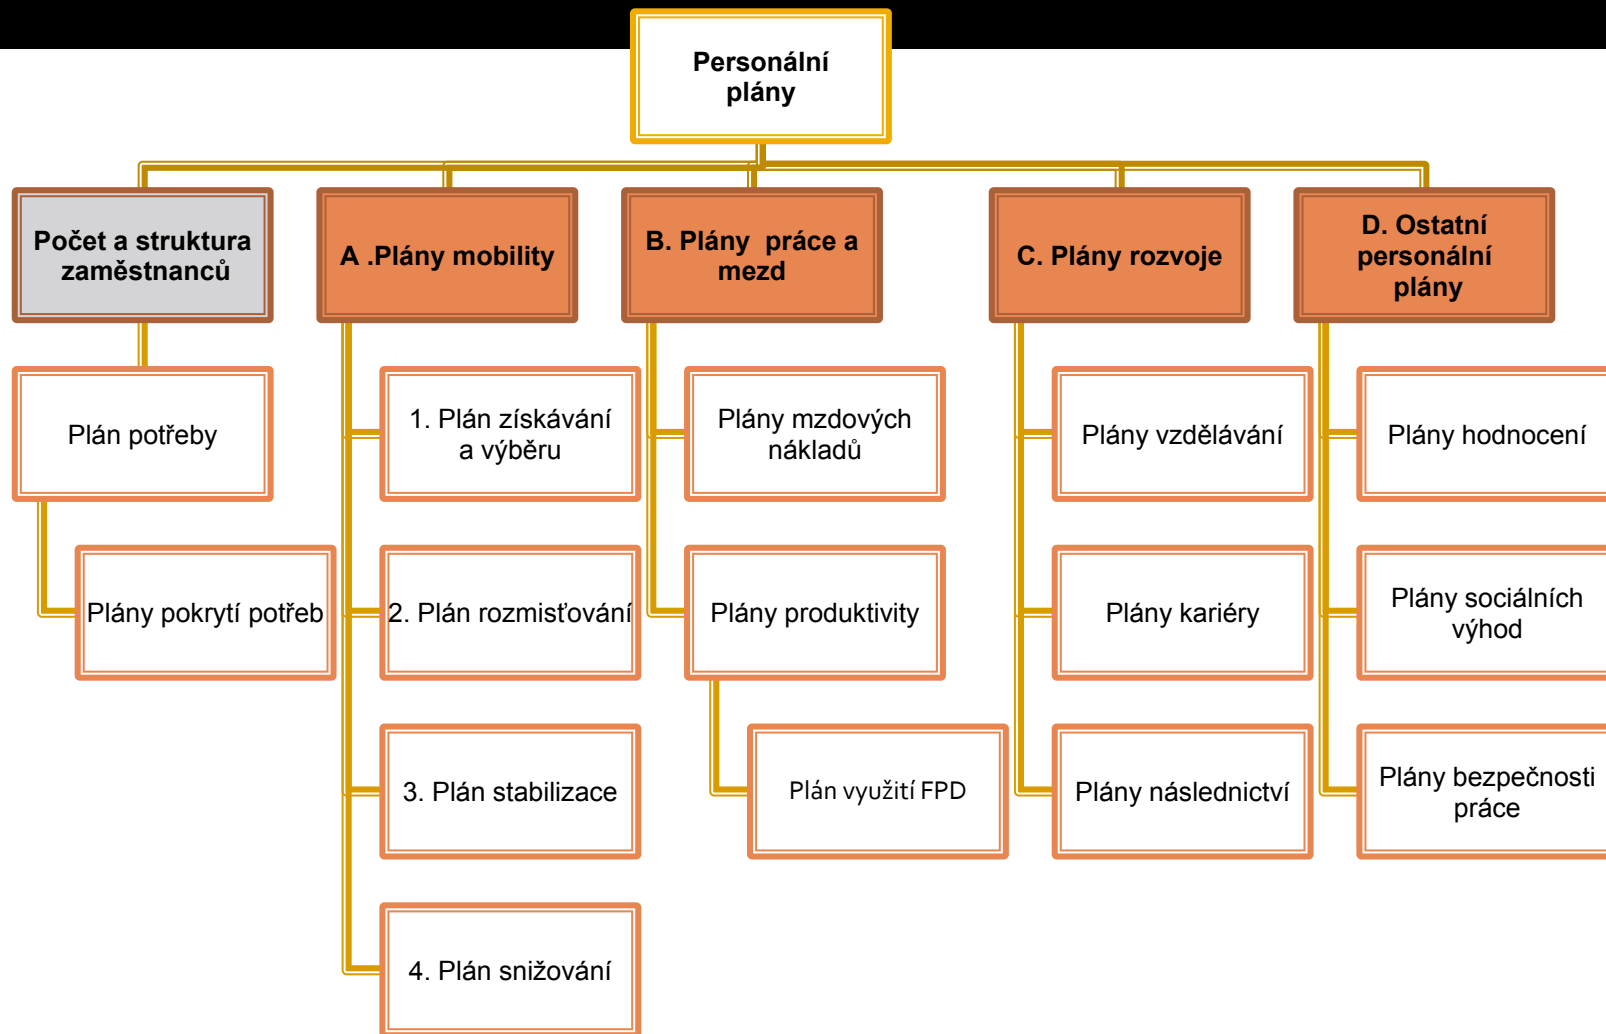 Personální
plány
Počet a struktura
zaměstnanců
A .Plány mobility
B. Plány  práce a
mezd
C. Plány rozvoje
D. Ostatní
personální
plány
Plán potřeby
1. Plán získávání
a výběru
Plány mzdových
nákladů
Plány vzdělávání
Plány hodnocení
Plány pokrytí potřeb
2. Plán rozmisťování
Plány produktivity
Plány kariéry
Plány sociálních
výhod
3. Plán stabilizace
Plán využití FPD
Plány následnictví
Plány bezpečnosti
práce
4. Plán snižování